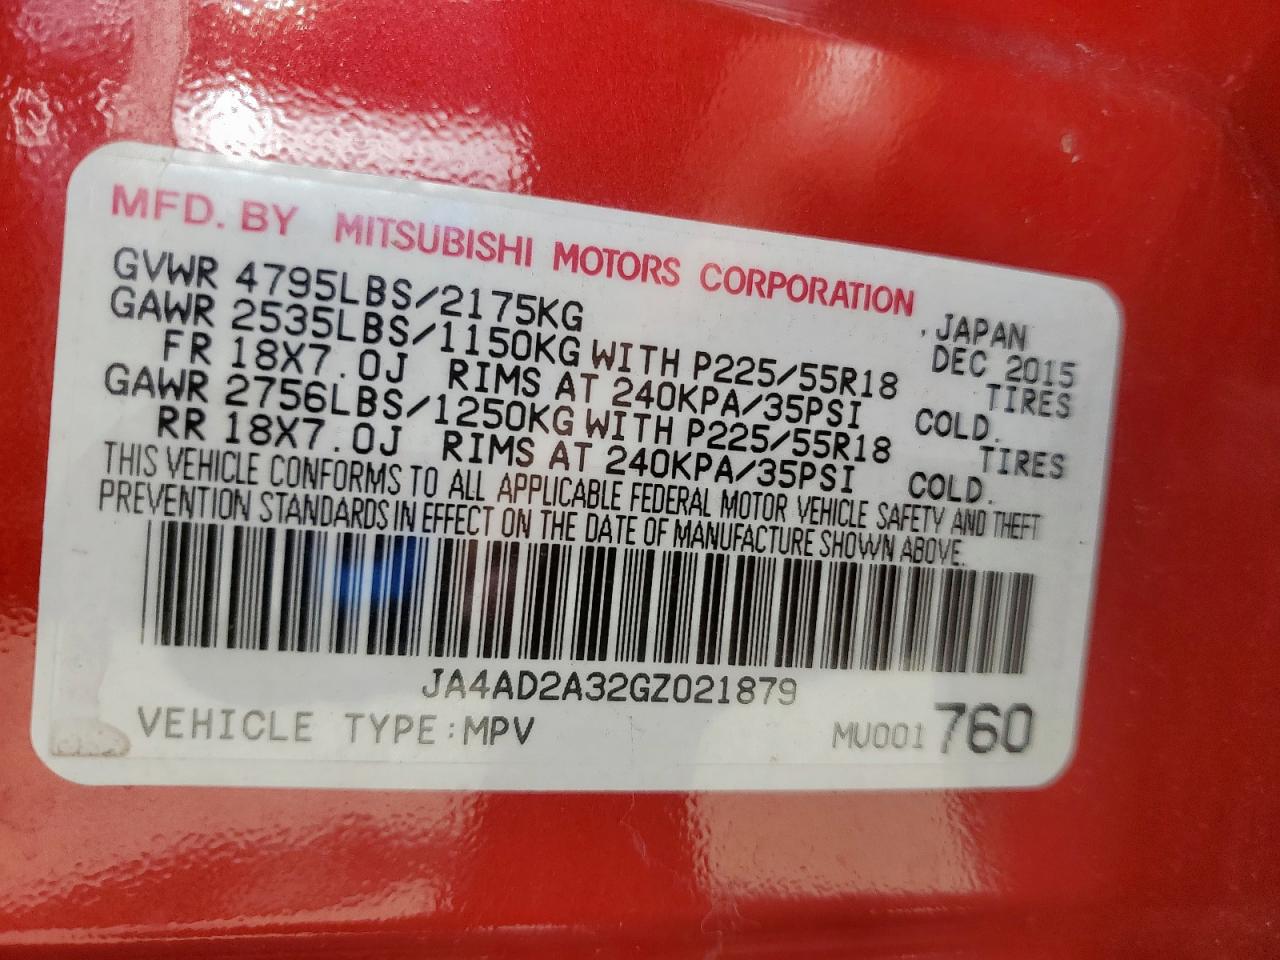 MFD. BY MITSUBISHI MOTORS CORPORATION , JAPAN
GVWR 4795LBS/2175KG DEC 2015
GAWR 2535LBS/1150KG WITH P225/55R18 TIRES
FR 18X7.0J RIMS AT 240KPA/35PSI COLD.
GAWR 2756LBS/1250KG WITH P225/55R18 TIRES
RR 18X7.0J RIMS AT 240KPA/35PSI COLD.
THIS VEHICLE CONFORMS TO ALL APPLICABLE FEDERAL MOTOR VEHICLE SAFETY AND THEFT
PREVENTION STANDARDS IN EFFECT ON THE DATE OF MANUFACTURE SHOWN ABOVE.
JA4AD2A32GZ021879
VEHICLE TYPE:MPV MU001 760